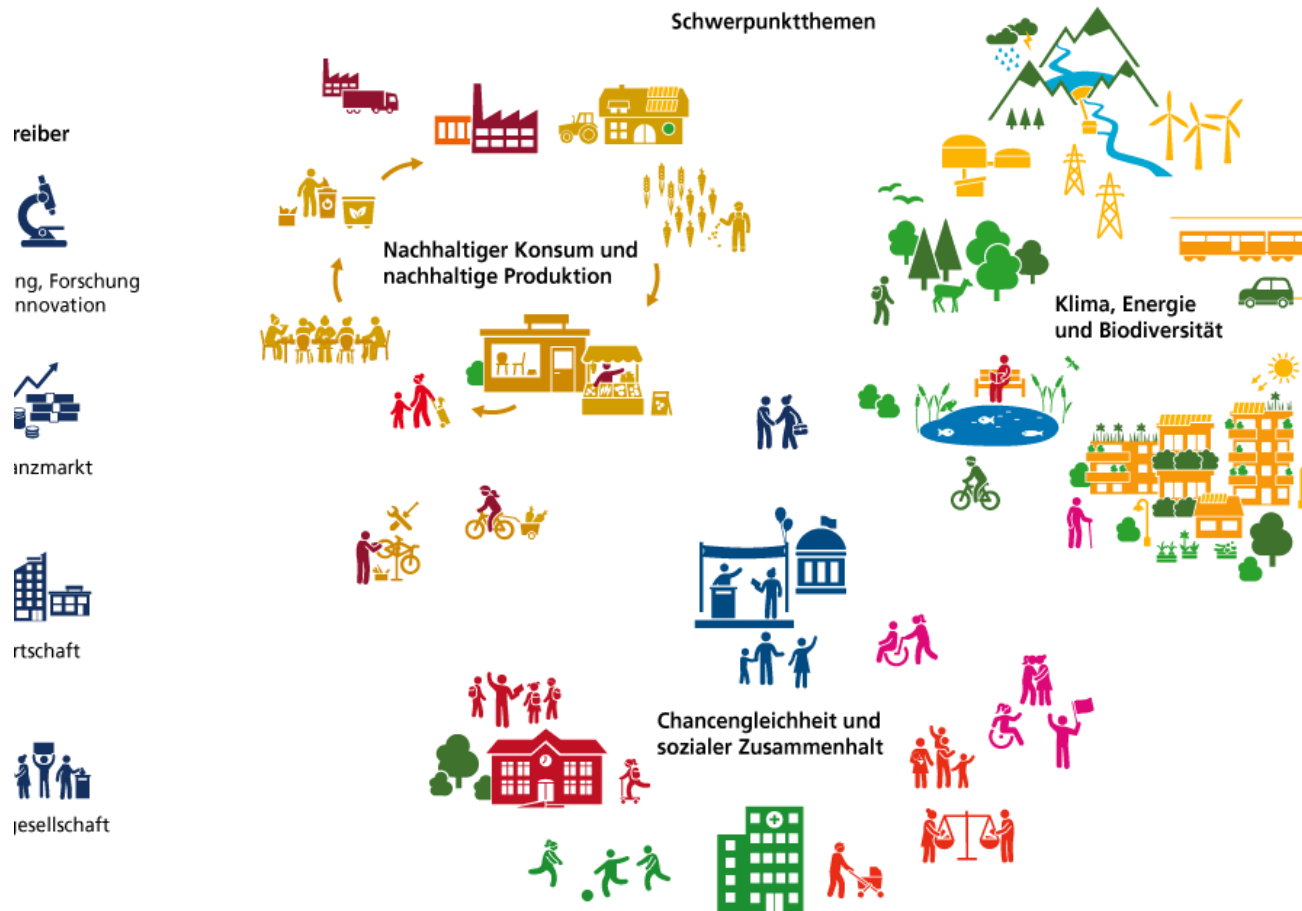 Schwerpunktthemen
reiber
ng, Forschung
nnovation
anzmarkt
rtschaft
gesellschaft
Nachhaltiger Konsum und
nachhaltige Produktion
Klima, Energie
und Biodiversität
Chancengleichheit und
sozialer Zusammenhalt